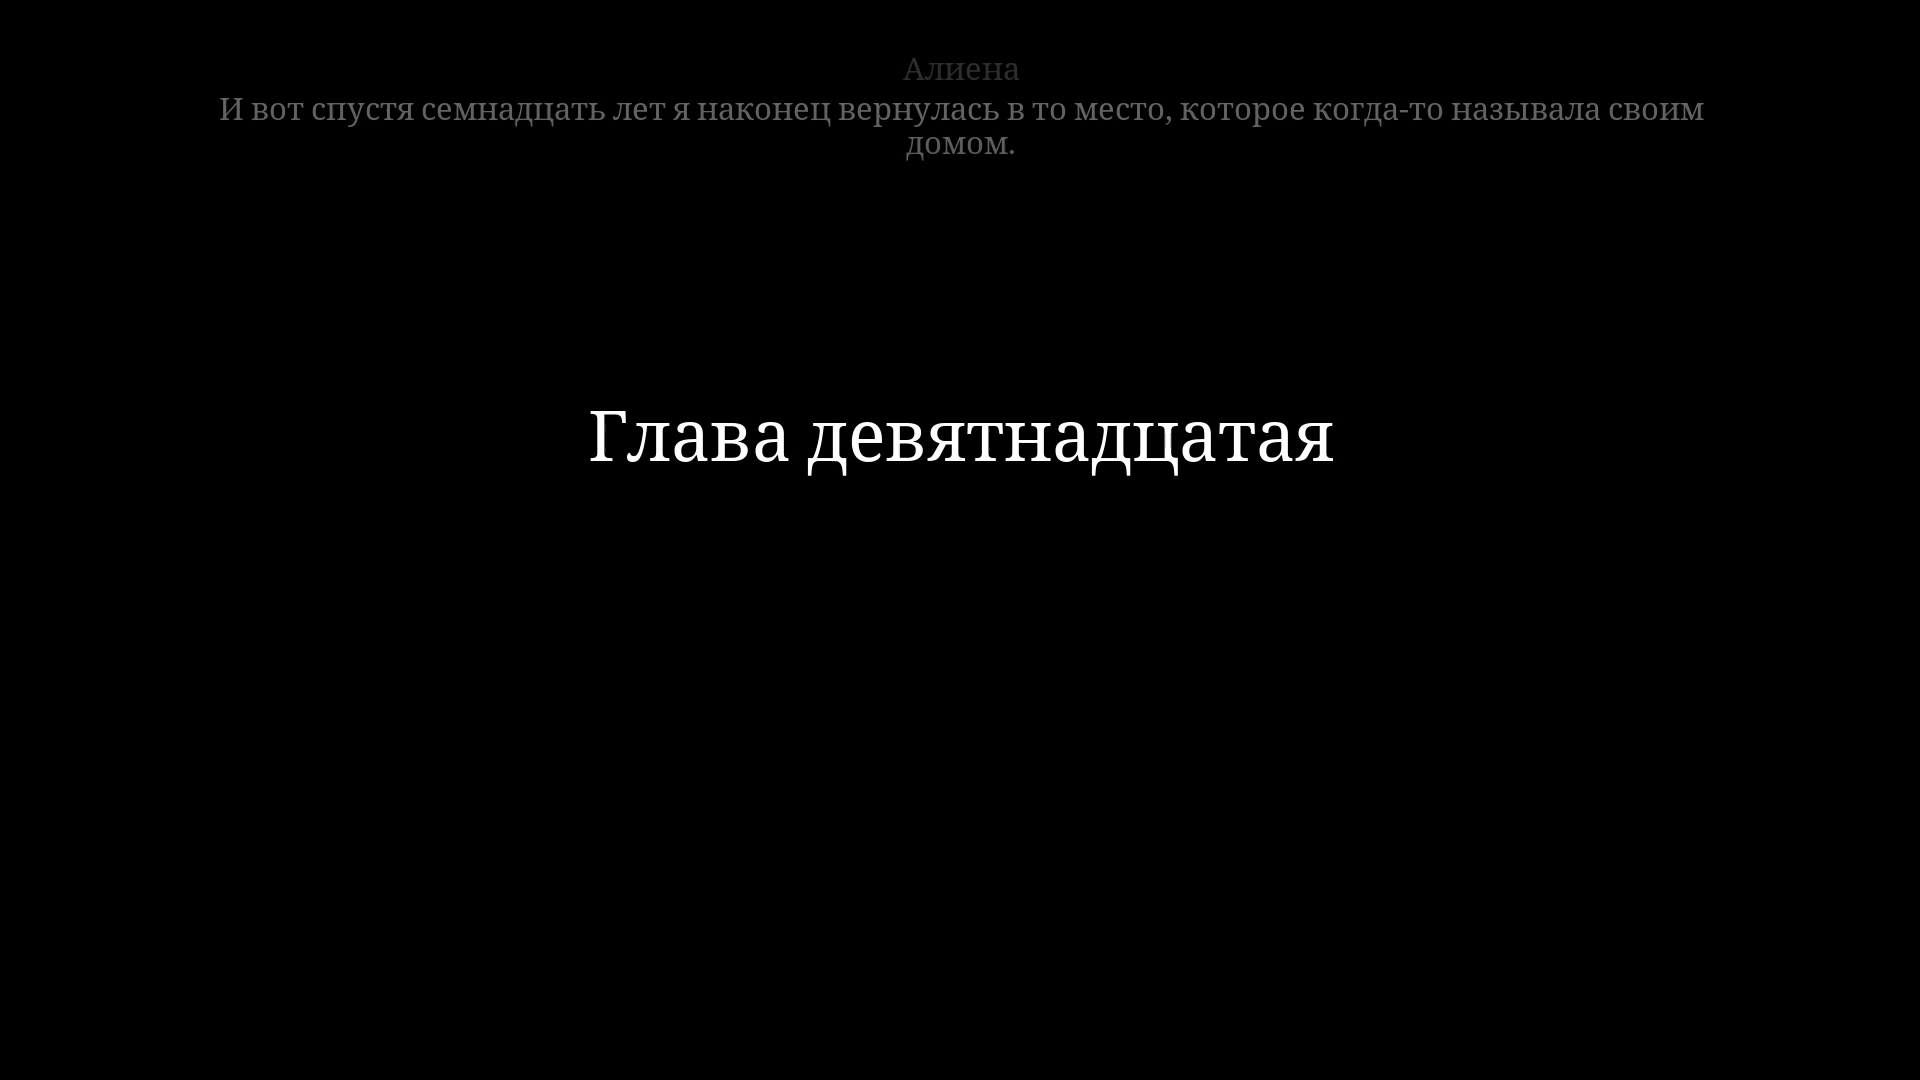 Алиена
И вот спустя семнадцать лет я наконец вернулась в то место, которое когда-то называла своим
домом.
Глава девятнадцатая